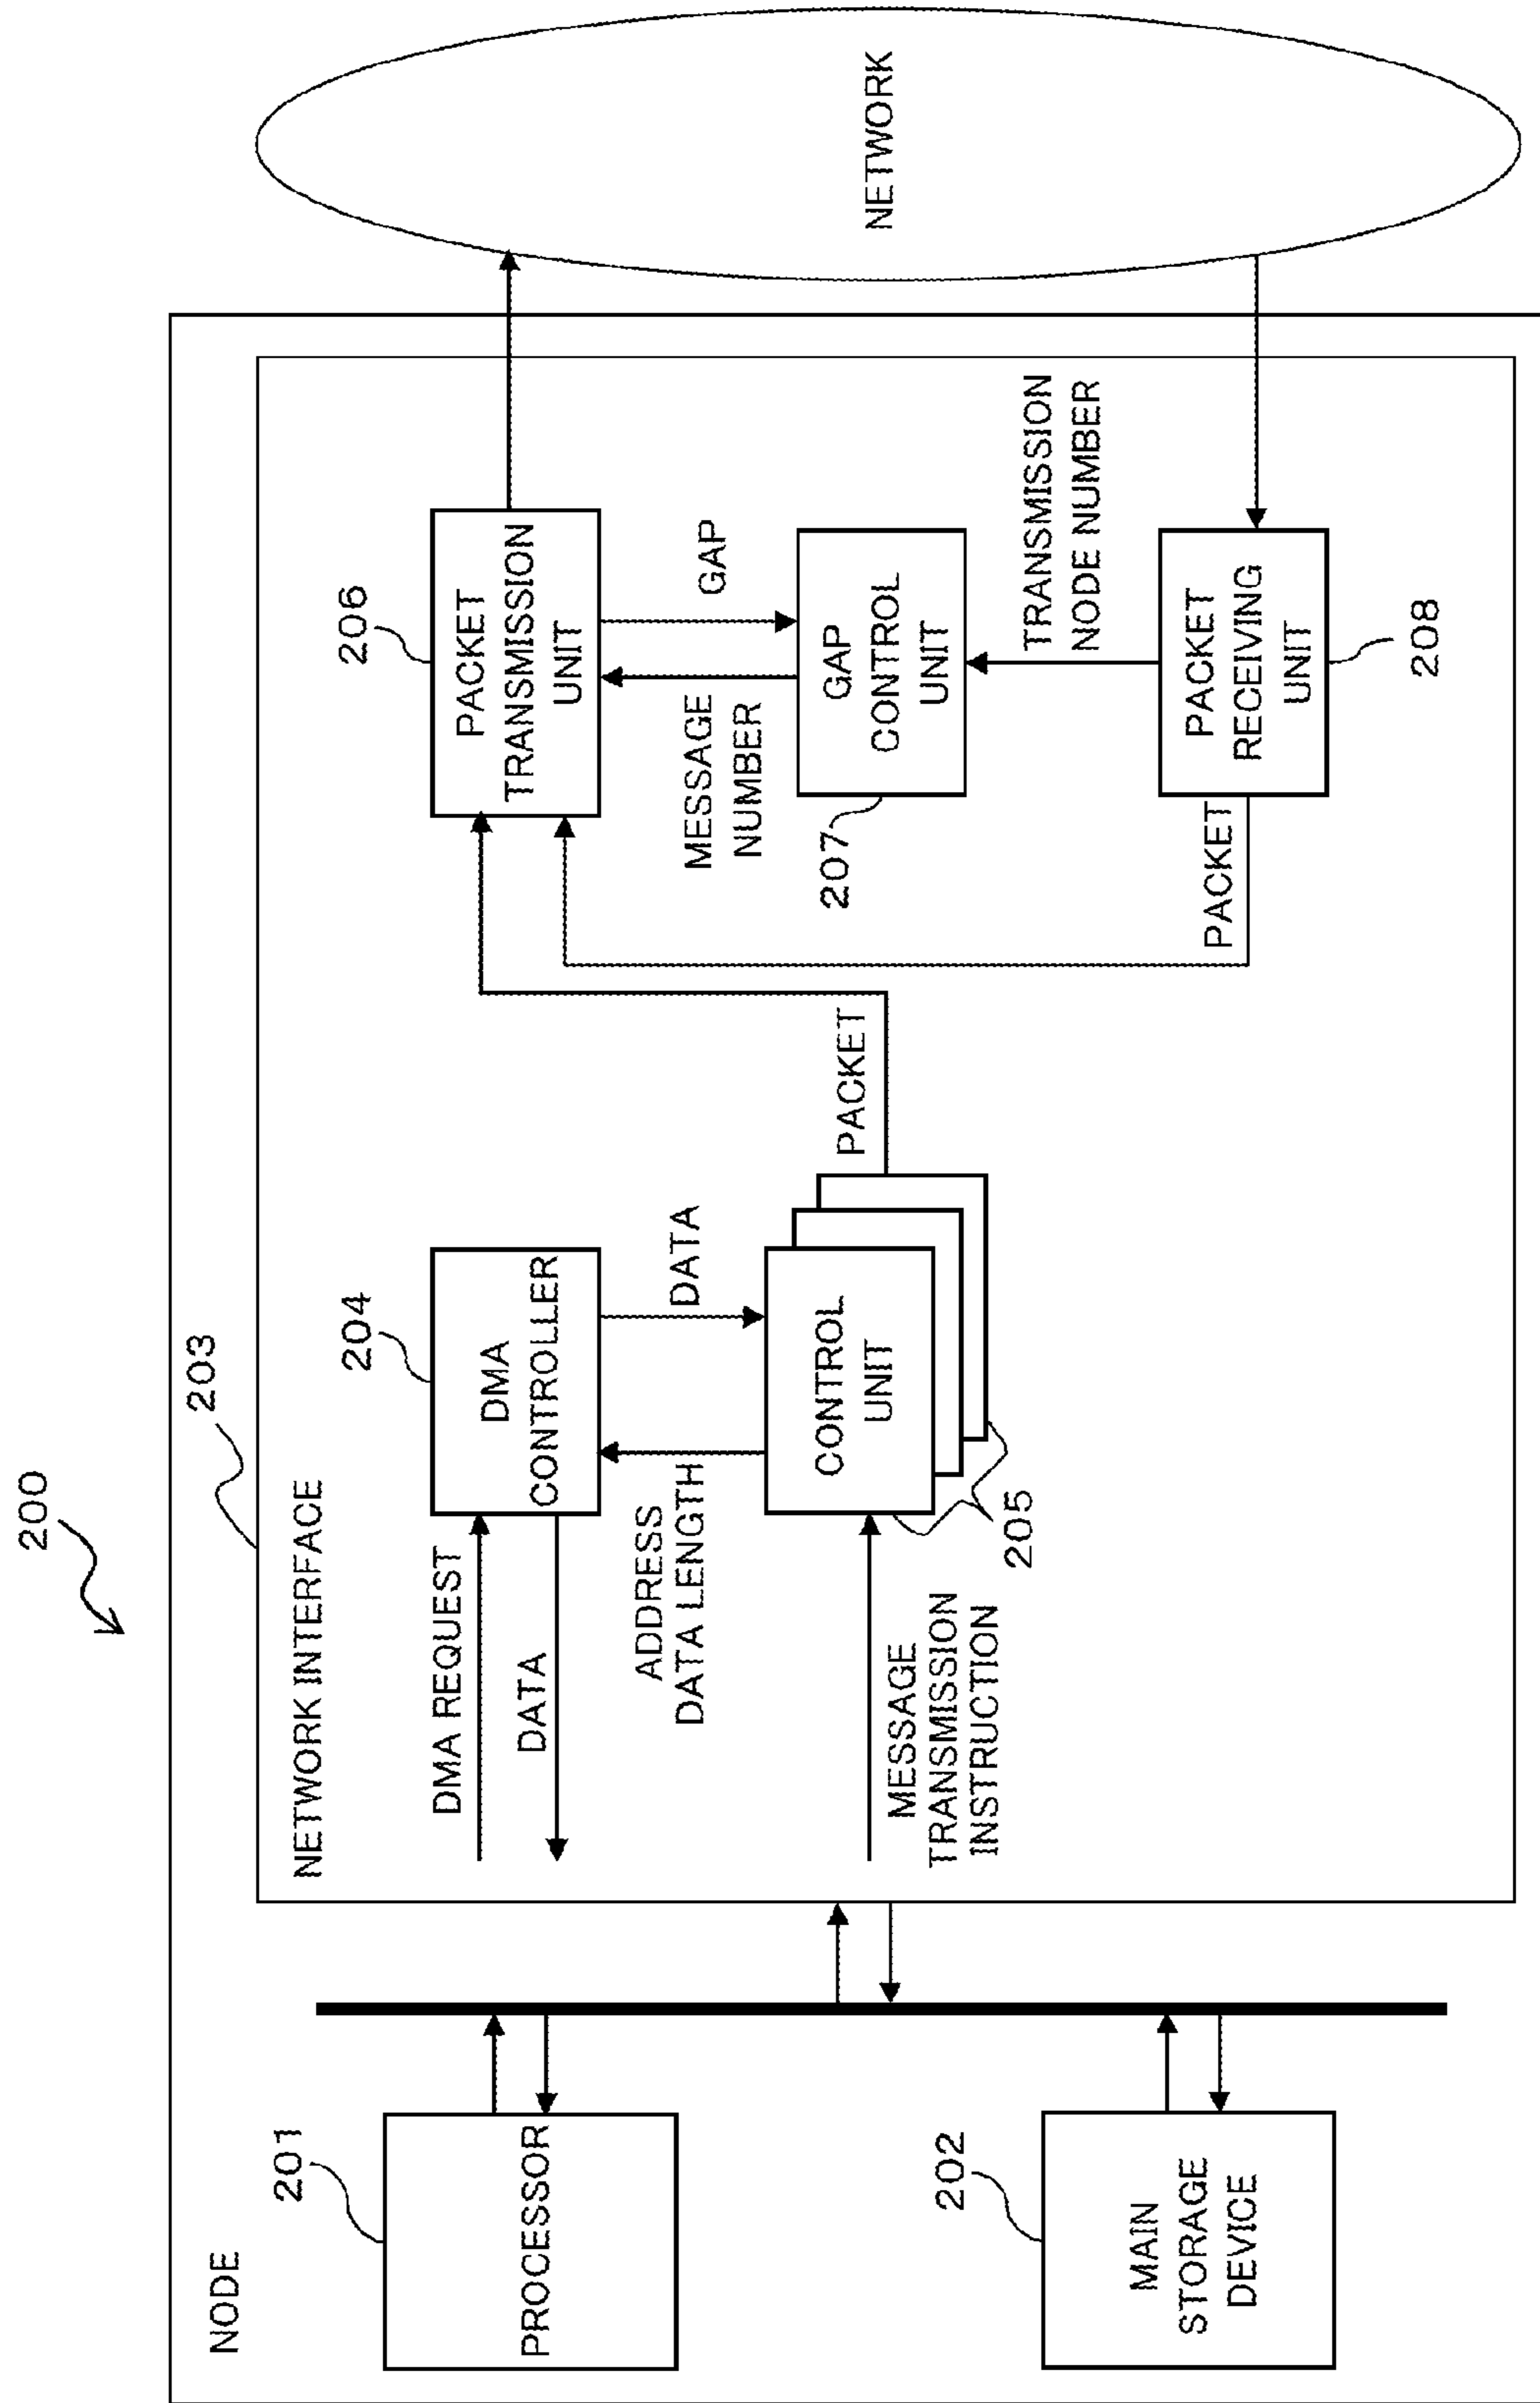 200
NODE
201
PROCESSOR
202
MAIN
STORAGE
DEVICE
203
NETWORK INTERFACE
DMA REQUEST
DATA
204
DMA
CONTROLLER
ADDRESS
DATA LENGTH
DATA
MESSAGE
TRANSMISSION
INSTRUCTION
CONTROL
UNIT
205
PACKET
206
PACKET
TRANSMISSION
UNIT
MESSAGE
NUMBER
GAP
207
GAP
CONTROL
UNIT
TRANSMISSION
NODE NUMBER
PACKET
PACKET
RECEIVING
UNIT
208
NETWORK